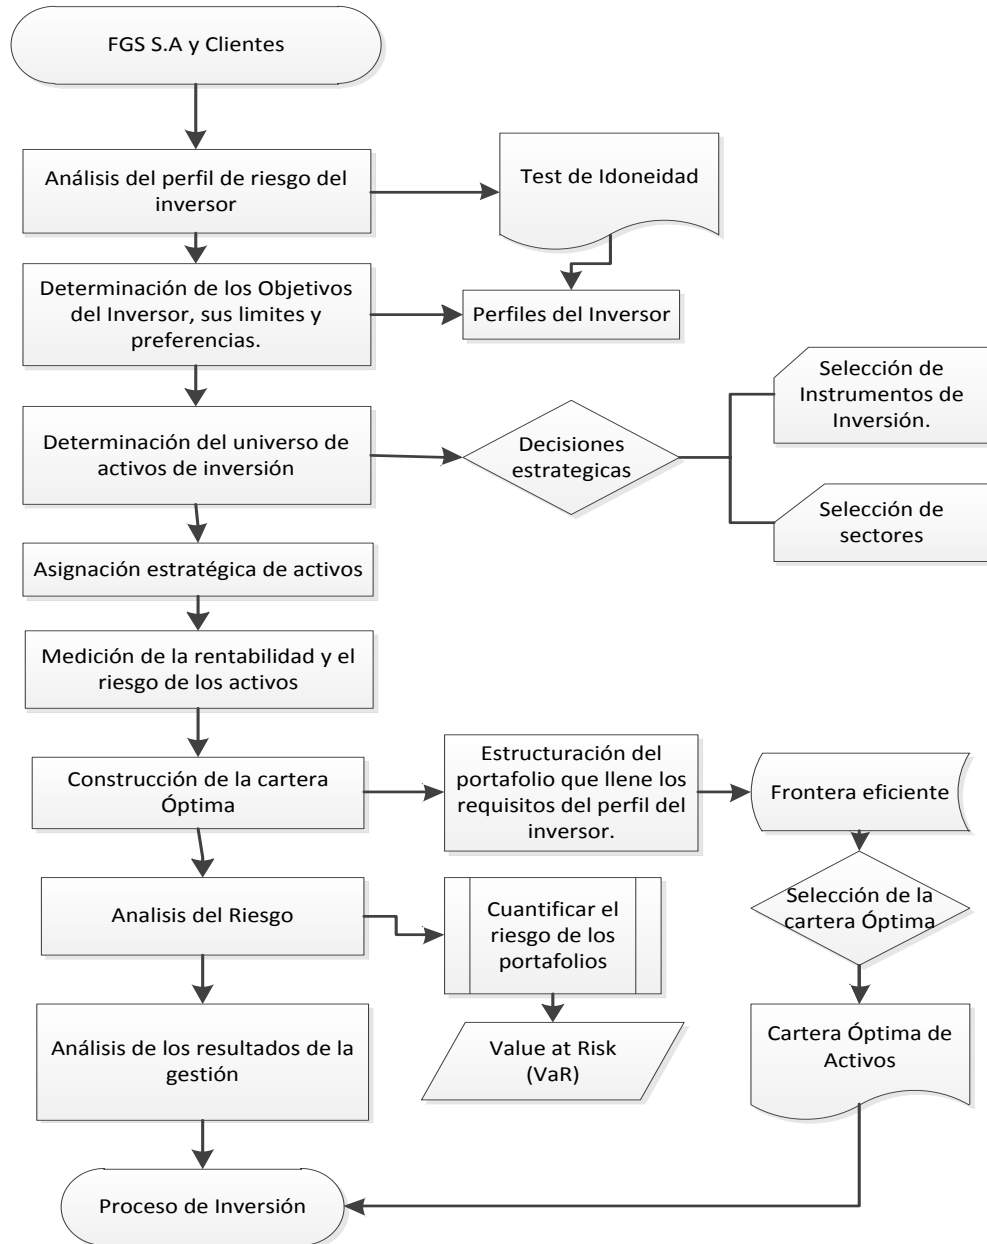 FGS S.A y Clientes
Análisis del perfil de riesgo del
inversor
Test de Idoneidad
Determinación de los Objetivos
del Inversor, sus limites y
preferencias.
Perfiles del Inversor
Selección de
Instrumentos de
Inversión.
Determinación del universo de
activos de inversión
Decisiones
estrategicas
Selección de
sectores
Asignación estratégica de activos
Medición de la rentabilidad y el
riesgo de los activos
Construcción de la cartera
Óptima
Estructuración del
portafolio que llene los
requisitos del perfil del
inversor.
Frontera eficiente
Analisis del Riesgo
Cuantificar el
riesgo de los
portafolios
Selección de la
cartera Óptima
Análisis de los resultados de la
gestión
Value at Risk
(VaR)
Cartera Óptima de
Activos
Proceso de Inversión